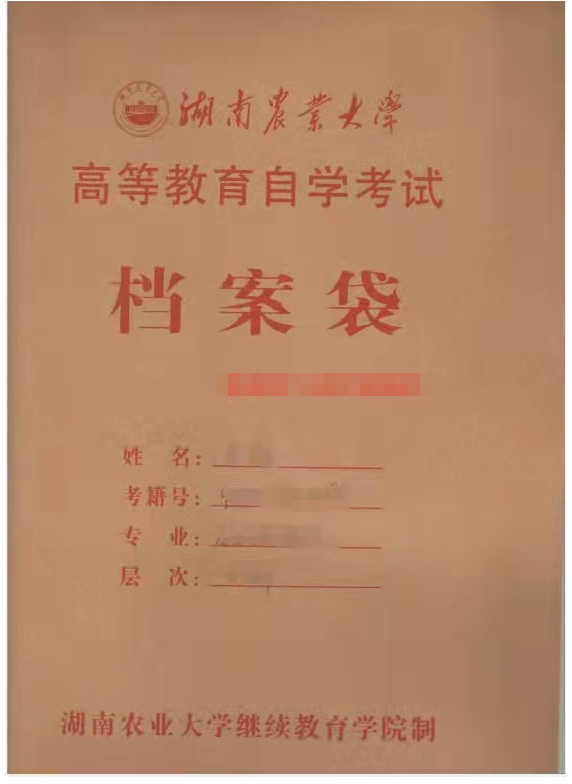 湖南農業大學
高等教育自学考试
档案袋
姓 名:
考籍号:
专 业:
层 次:
湖南农业大学继续教育学院制